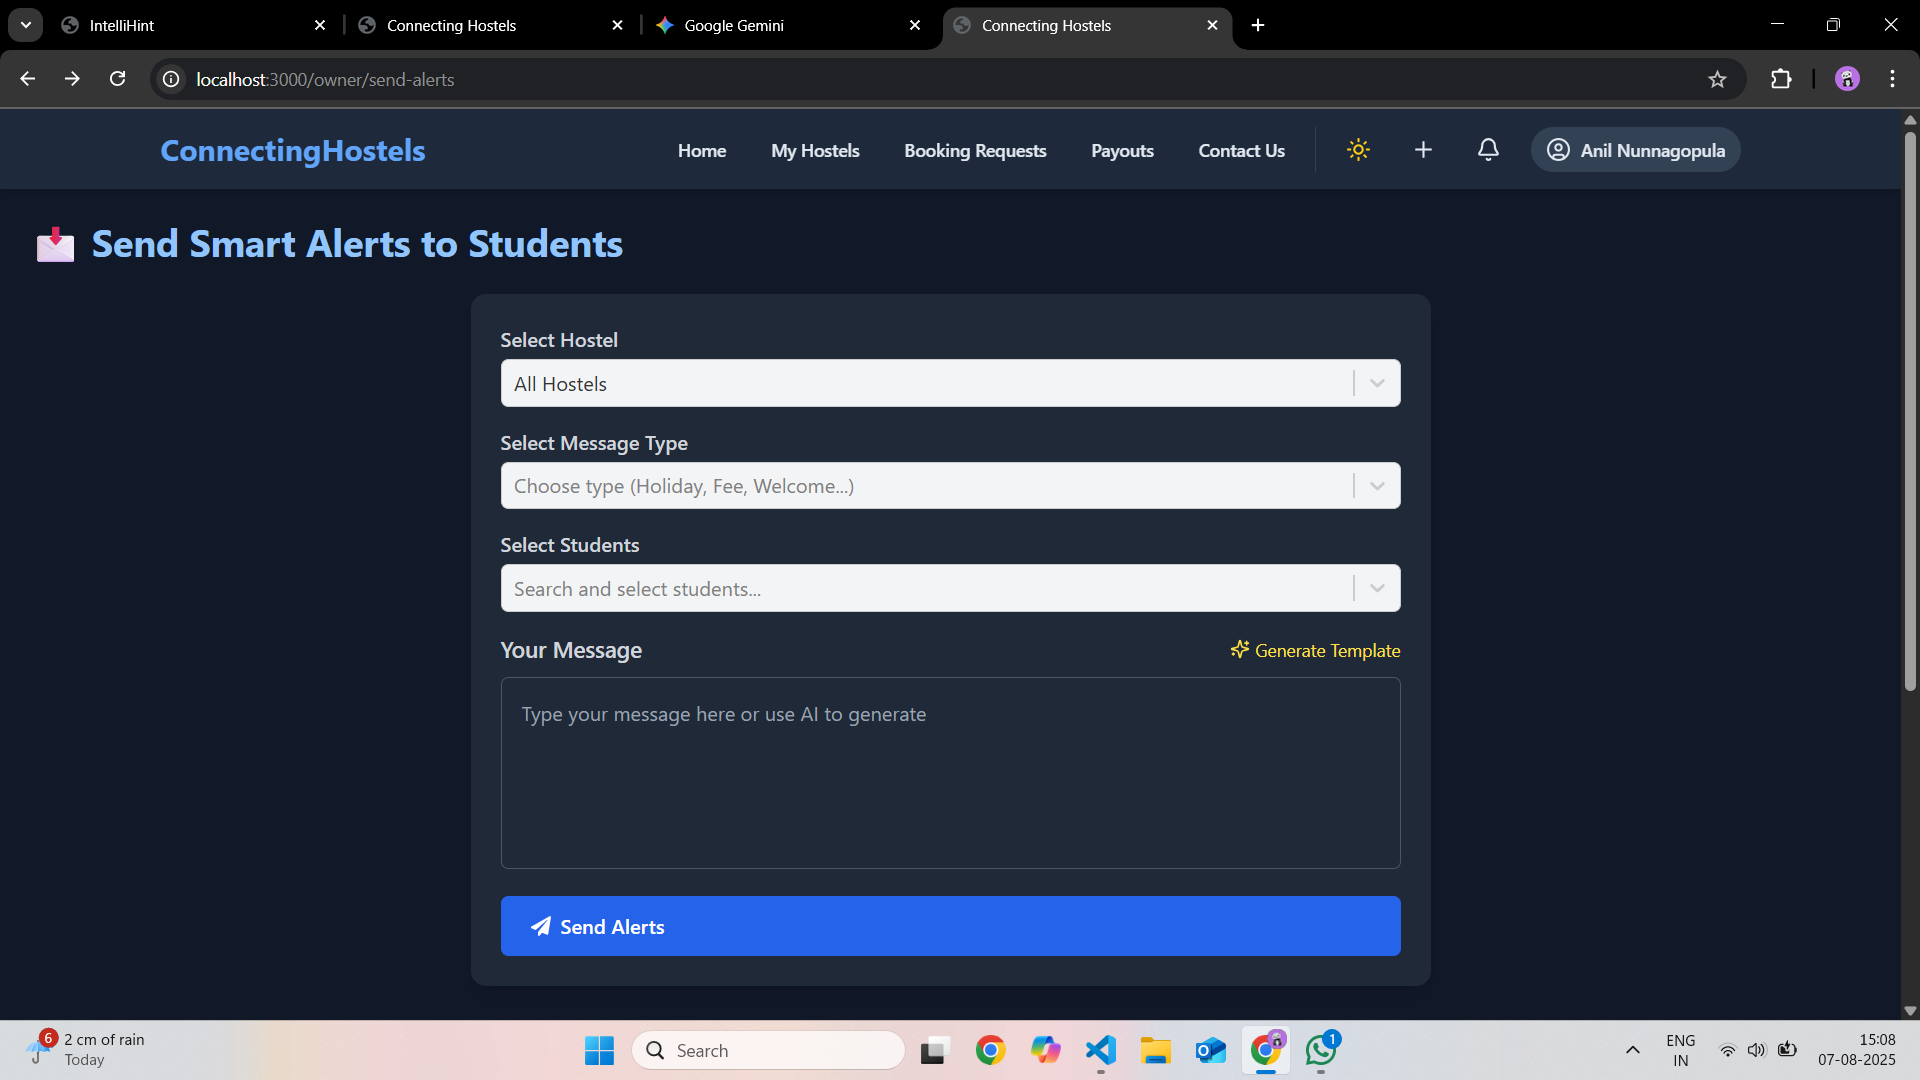 IntelliHint
Connecting Hostels
Google Gemini
Connecting Hostels
localhost:3000/owner/send-alerts
ConnectingHostels
Home
My Hostels
Booking Requests
Payouts
Contact Us
Anil Nunnagopula
Send Smart Alerts to Students
Select Hostel
All Hostels
Select Message Type
Choose type (Holiday, Fee, Welcome...)
Select Students
Search and select students...
Your Message
Generate Template
Type your message here or use AI to generate
Send Alerts
6
2 cm of rain
Today
Search
1
ENG
IN
15:08
07-08-2025